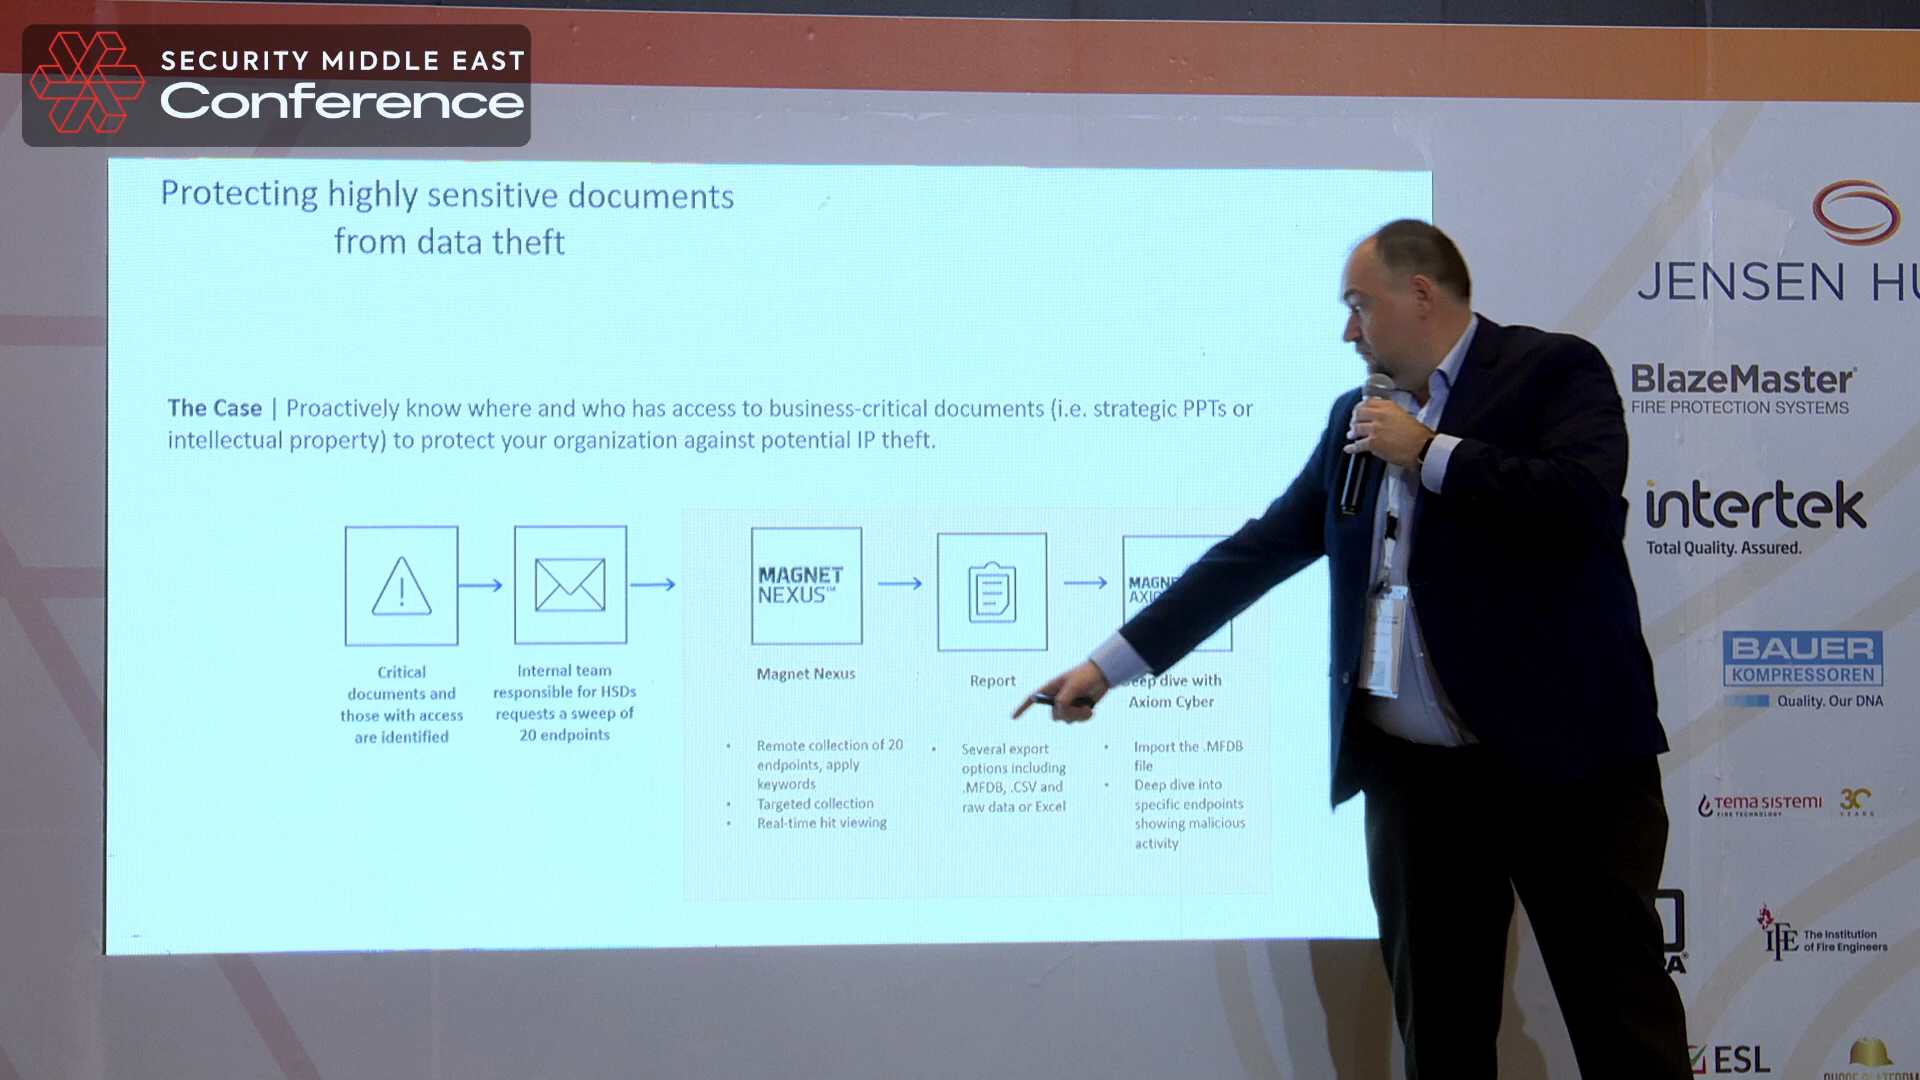 SECURITY MIDDLE EAST
Conference
Protecting highly sensitive documents
from data theft
The Case | Proactively know where and who has access to business-critical documents (i.e. strategic PPTs or
intellectual property) to protect your organization against potential IP theft.
MAGNET
NEXUS™
MAGNE
AXIO
Critical
documents and
those with access
are identified
Internal team
responsible for HSDs
requests a sweep of
20 endpoints
Magnet Nexus
• Remote collection of 20
endpoints, apply
keywords
• Targeted collection
• Real-time hit viewing
Report
• Several export
options including
.MFDB, .CSV and
raw data or Excel
eep dive with
Axiom Cyber
• Import the .MFDB
file
• Deep dive into
specific endpoints
showing malicious
activity
JENSEN HU
BlazeMaster®
FIRE PROTECTION SYSTEMS
intertek
Total Quality. Assured.
BAUER
KOMPRESSOREN
Quality. Our DNA
TEMA SISTEMI
FIRE TECHNOLOGY
30
YEARS
IFE
The Institution
of Fire Engineers
ESL